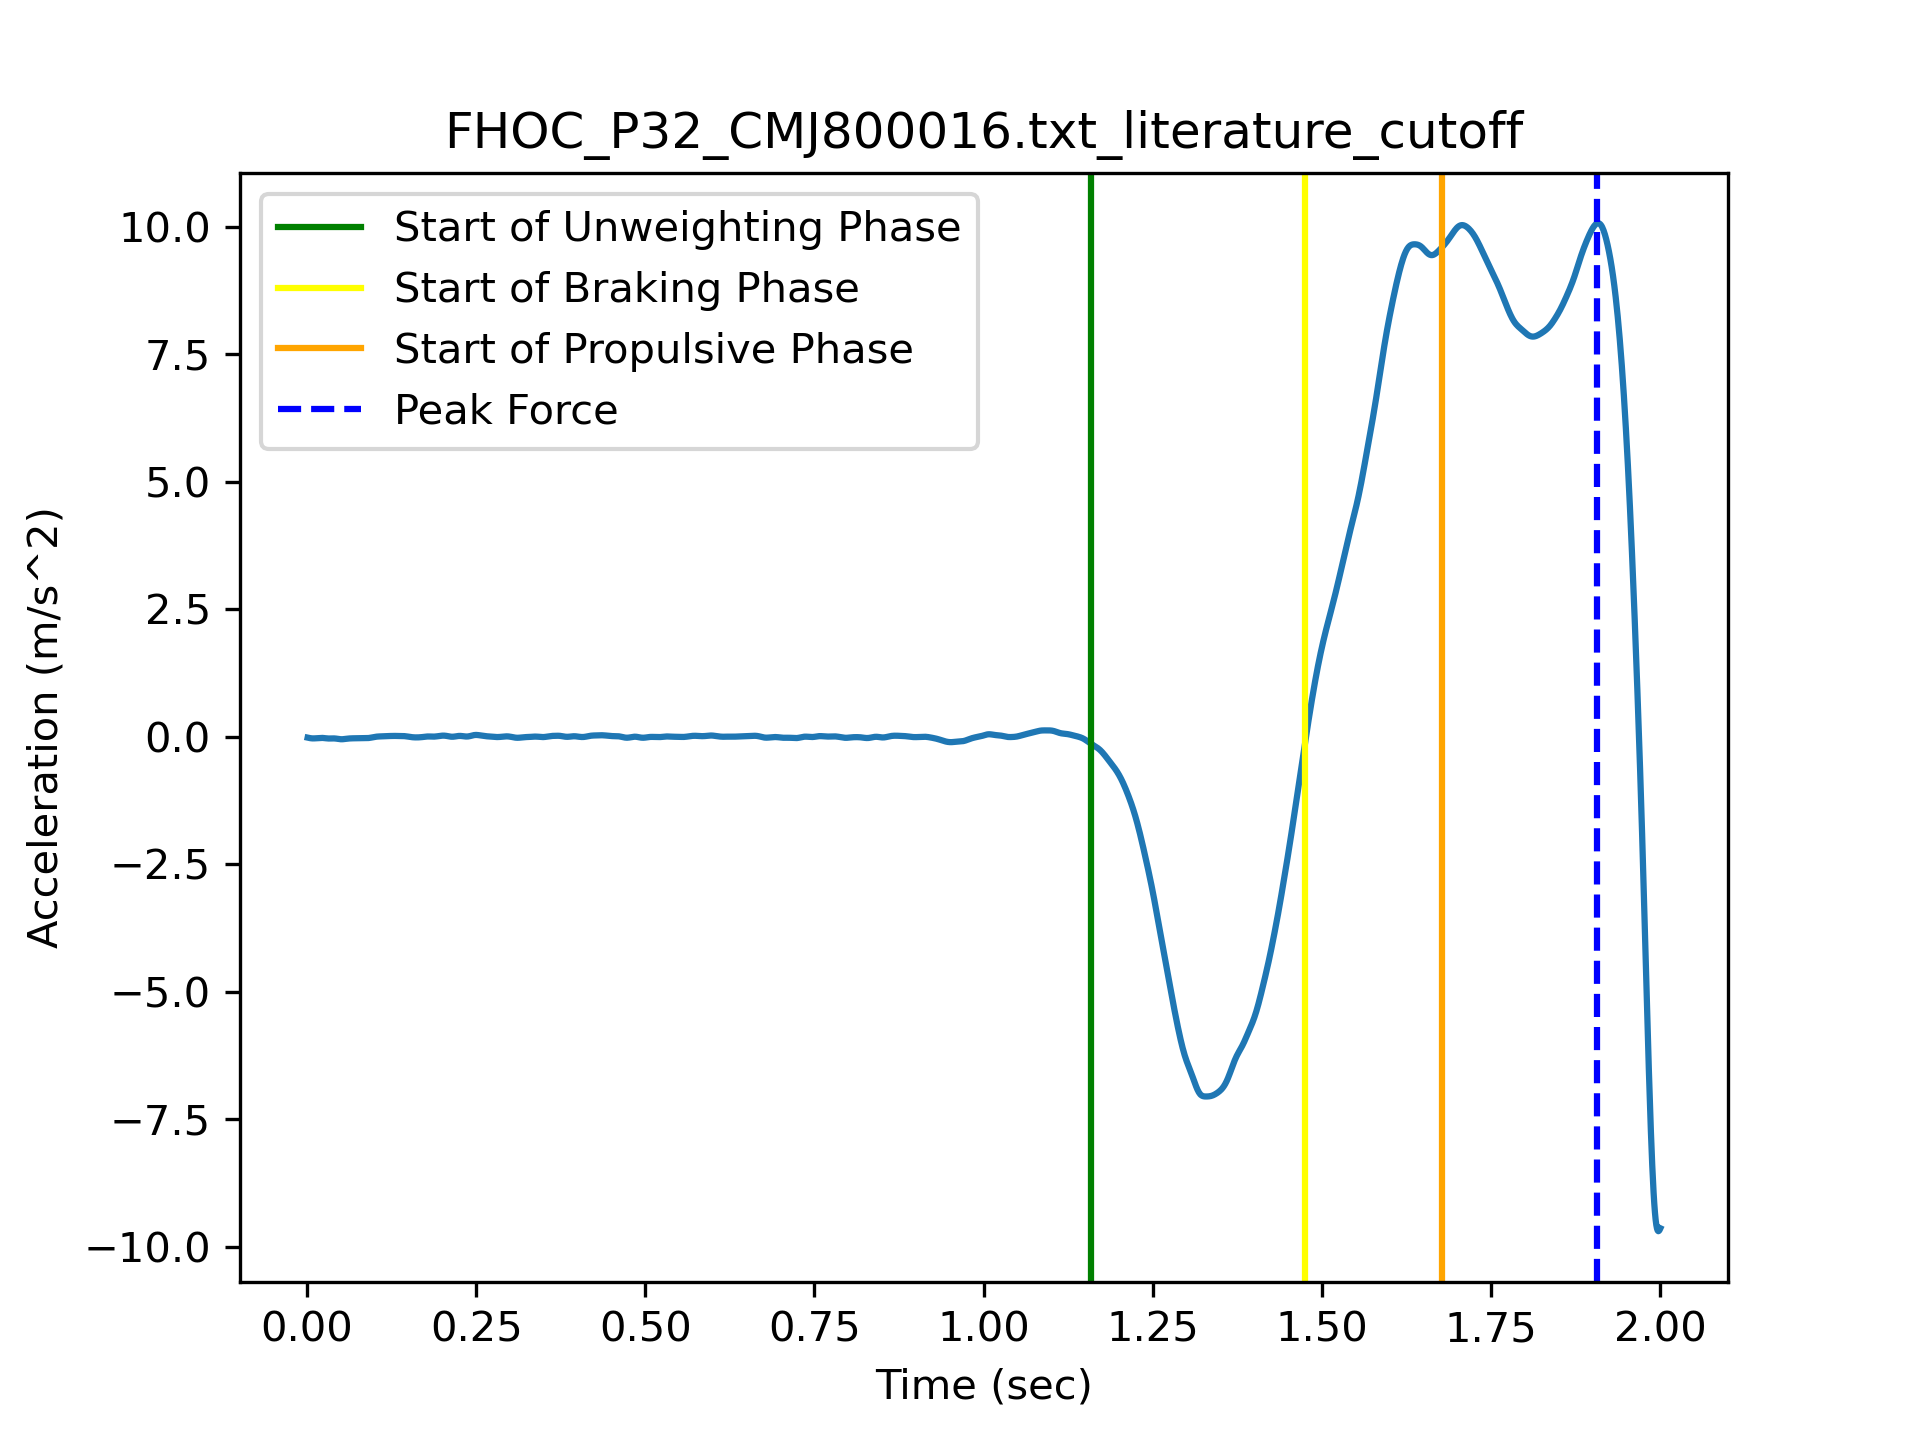 FHOC_P32_CMJ800016.txt_literature_cutoff
Start of Unweighting Phase
Start of Braking Phase
Start of Propulsive Phase
Peak Force
10.0
7.5
5.0
2.5
0.0
−2.5
−5.0
−7.5
−10.0
Acceleration (m/s^2)
0.00 0.25 0.50 0.75 1.00 1.25 1.50 1.75 2.00
Time (sec)